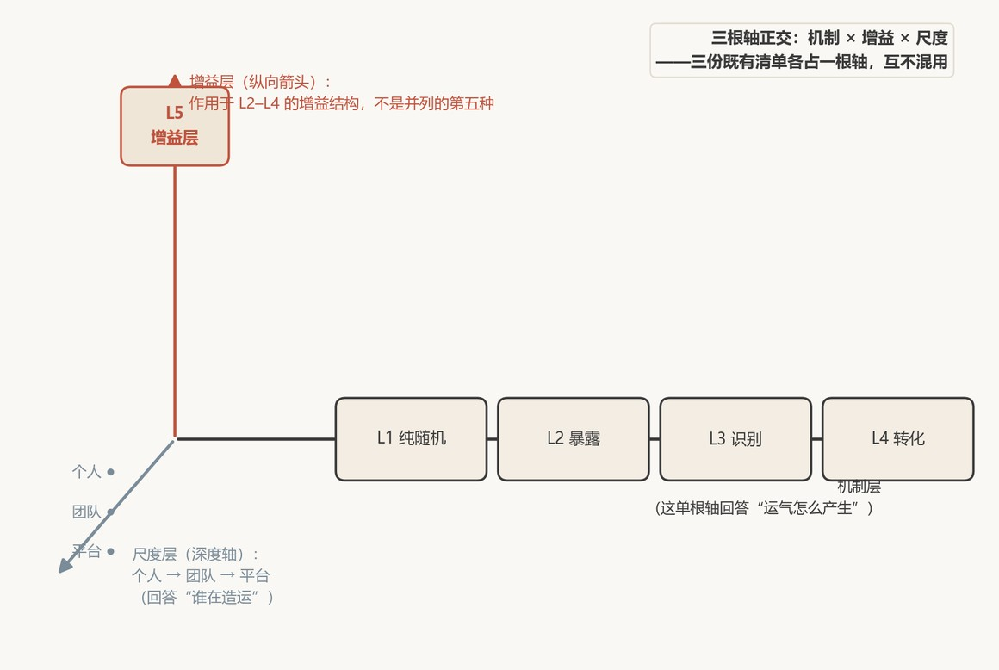 三根轴正交：机制 × 增益 × 尺度
——三份既有清单各占一根轴，互不混用
增益层（纵向箭头）：
作用于 L2–L4 的增益结构，不是并列的第五种
L5
增益层
L1 纯随机
L2 暴露
L3 识别
L4 转化
机制层
（这单根轴回答“运气怎么产生”）
个人
团队
平台
尺度层（深度轴）：
个人 → 团队 → 平台
（回答“谁在造运”）